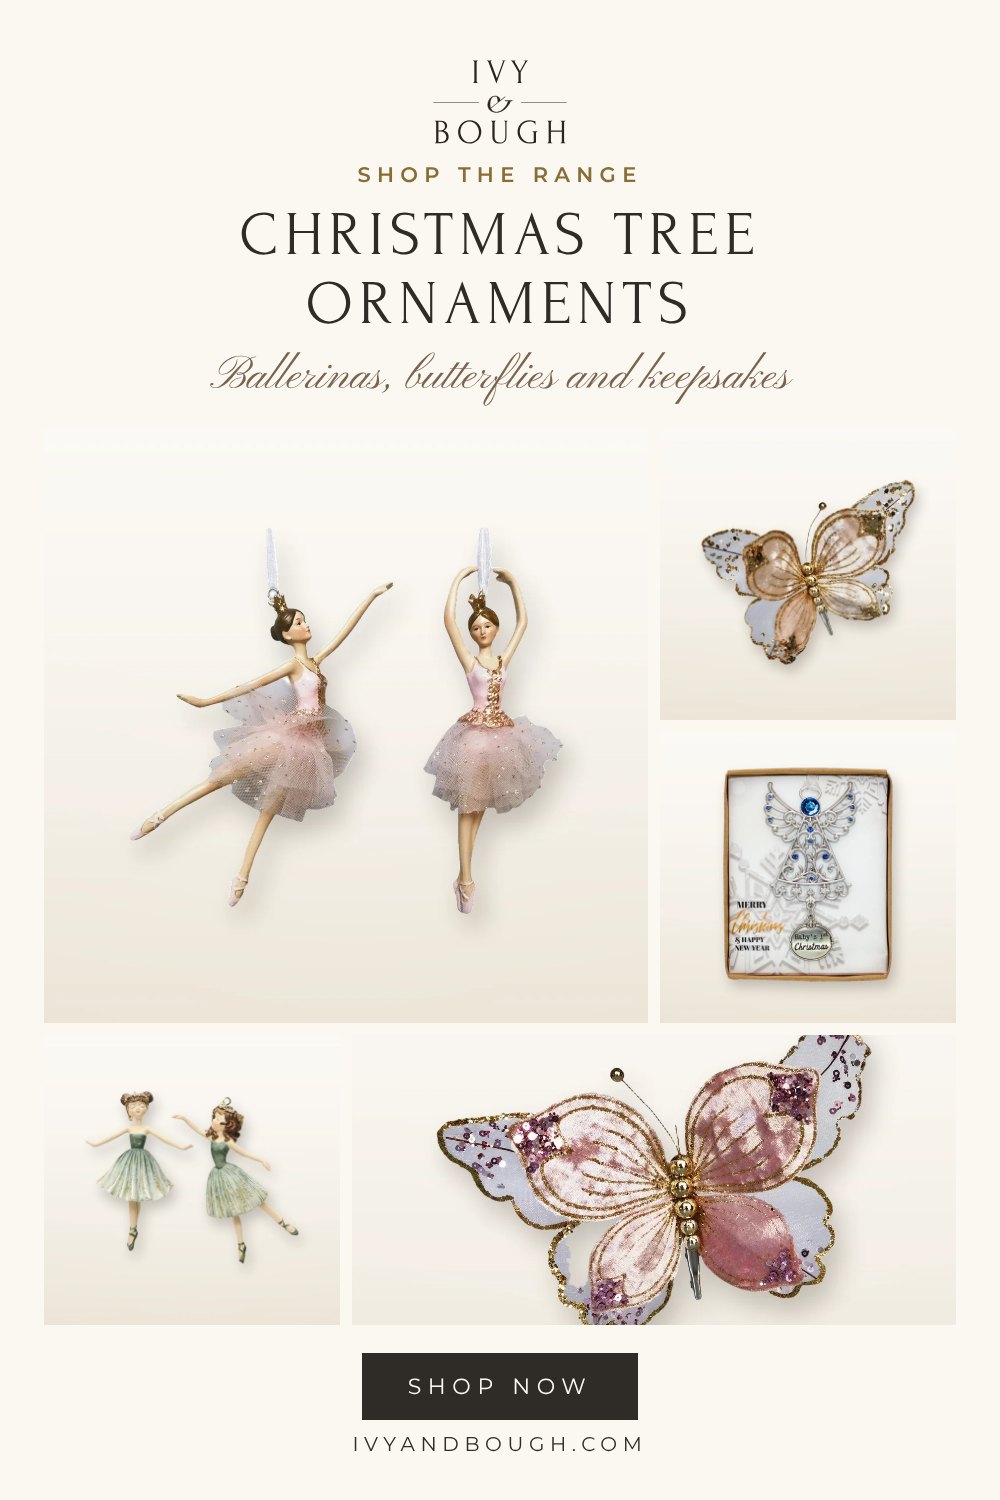 IVY
&
BOUGH
SHOP THE RANGE
CHRISTMAS TREE
ORNAMENTS
Ballerinas, butterflies and keepsakes
MERRY
Christmas
& HAPPY
NEW YEAR
Baby's 1st
Christmas
SHOP NOW
IVYANDBOUGH.COM